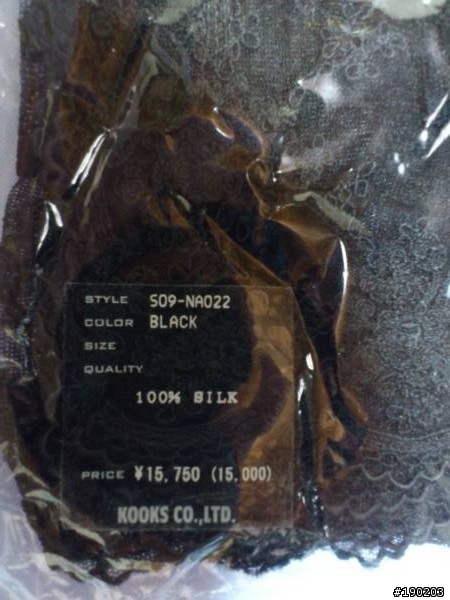 STYLE S09-NA022
COLOR BLACK
SIZE
QUALITY
100% SILK
PRICE ¥15,750 (15,000)
KOOKS CO.,LTD.
#190203